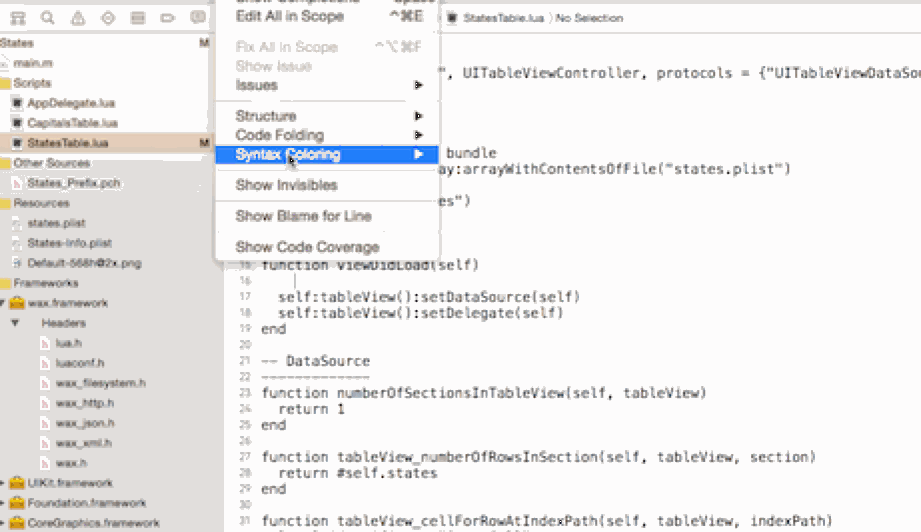 Edit All in Scope ^⌘E
StatesTable.lua 〉No Selection
States M
main.m
Scripts
AppDelegate.lua
CapitalsTable.lua
StatesTable.lua
Other Sources
States_Prefix.pch
Resources
states.plist
States-Info.plist
Default-568h@2x.png
Frameworks
wax.framework
Headers
lua.h
luaconf.h
wax_filesystem.h
wax_http.h
wax_json.h
wax_xml.h
wax.h
UIKit.framework
Foundation.framework
CoreGraphics.framework
Fix All in Scope ^⌥⌘F
Show Issue
Issues
Structure
Code Folding
Syntax Coloring
Show Invisibles
Show Blame for Line
Show Code Coverage
", UITableViewController, protocols = {"UITableViewDataSou
bundle
ay:arrayWithContentsOfFile("states.plist")
es")
15 function viewDidLoad(self)
16
17 self:tableView():setDataSource(self)
18 self:tableView():setDelegate(self)
19 end
20
21 -- DataSource
22 -------------
23 function numberOfSectionsInTableView(self, tableView)
24 return 1
25 end
26
27 function tableView_numberOfRowsInSection(self, tableView, section)
28 return #self.states
29 end
30
31 function tableView_cellForRowAtIndexPath(self, tableView, indexPath)